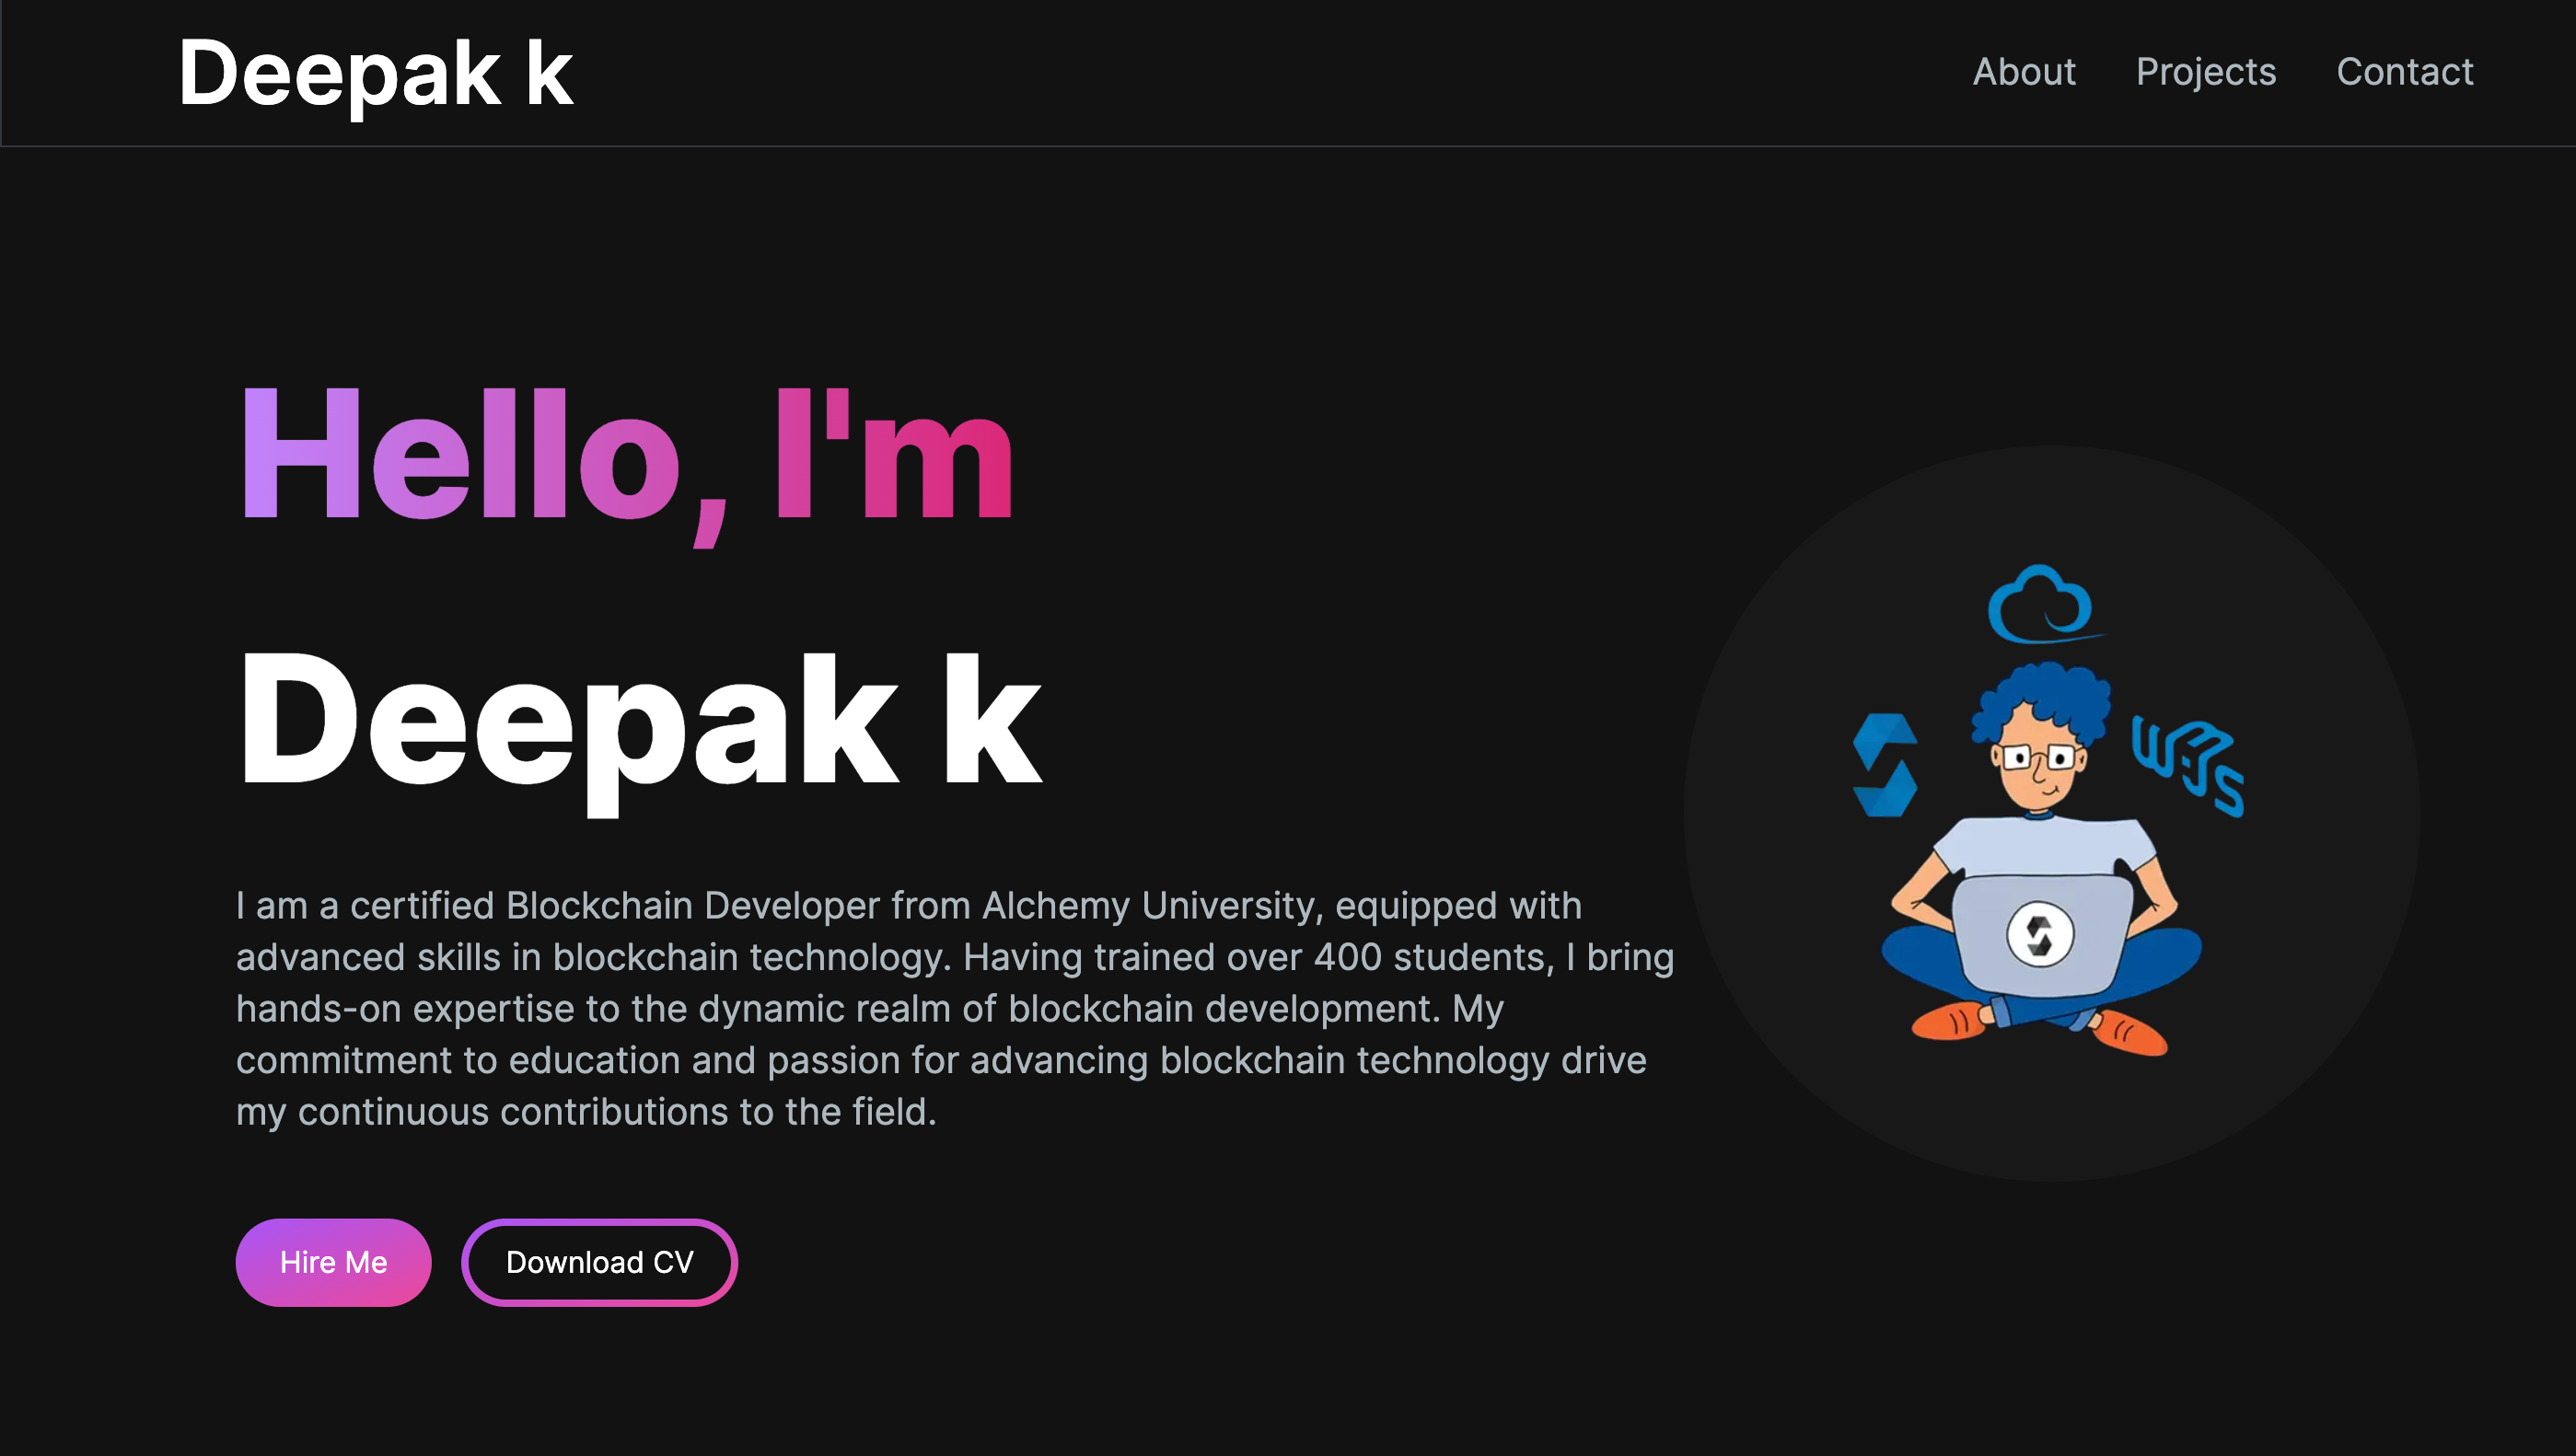 Deepak k
About Projects Contact
Hello, I'm
Deepak k
I am a certified Blockchain Developer from Alchemy University, equipped with
advanced skills in blockchain technology. Having trained over 400 students, I bring
hands-on expertise to the dynamic realm of blockchain development. My
commitment to education and passion for advancing blockchain technology drive
my continuous contributions to the field.
Hire Me Download CV